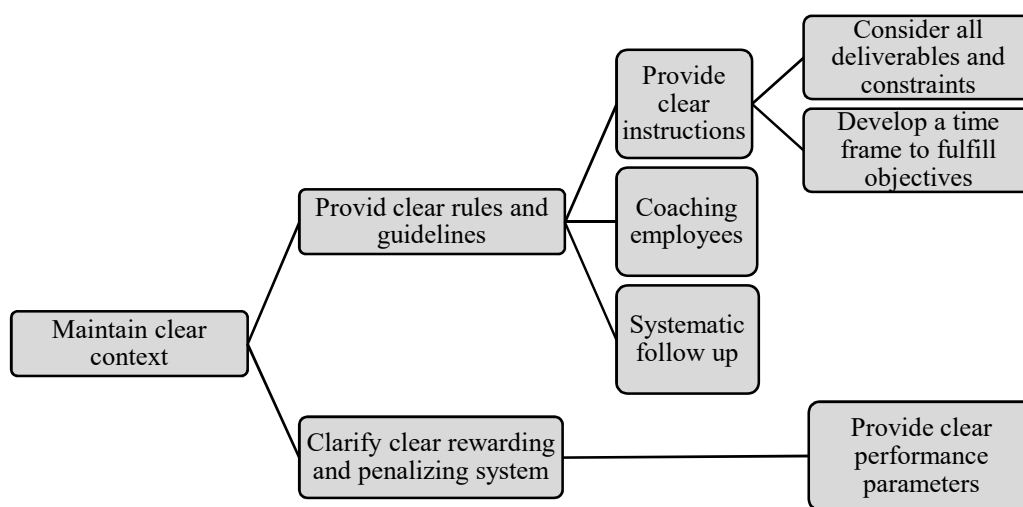 Maintain clear
context
Provid clear rules and
guidelines
Provide
clear
instructions
Consider all
deliverables and
constraints
Develop a time
frame to fulfill
objectives
Coaching
employees
Systematic
follow up
Clarify clear rewarding
and penalizing system
Provide clear
performance
parameters